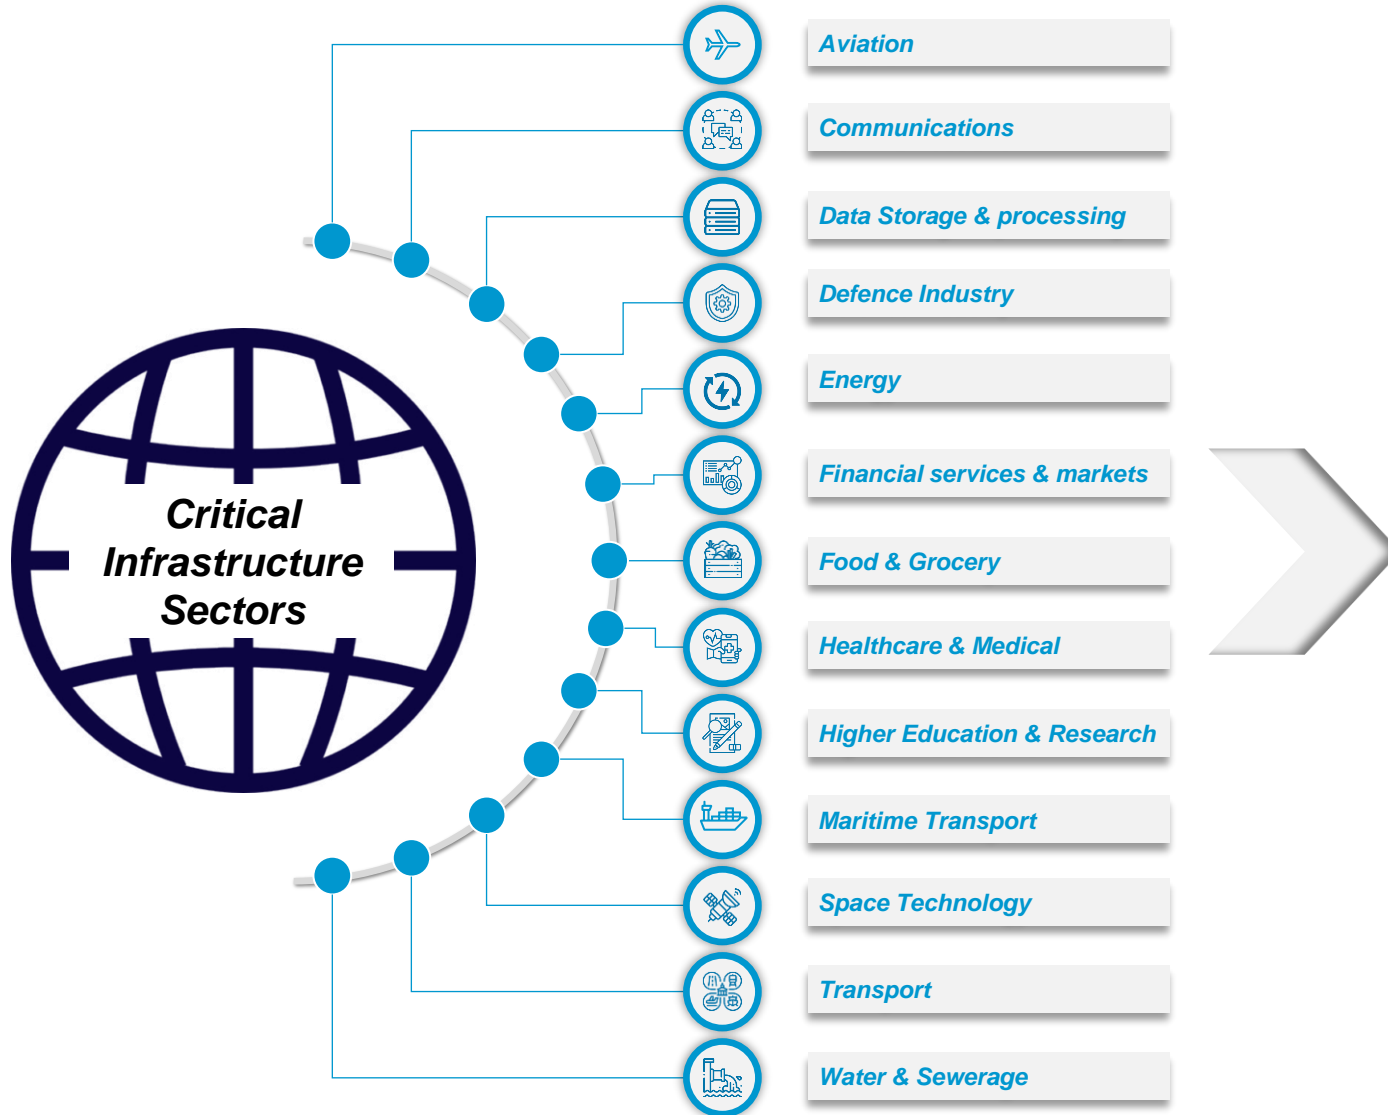 Critical
Infrastructure
Sectors
Aviation
Communications
Data Storage & processing
Defence Industry
Energy
Financial services & markets
Food & Grocery
Healthcare & Medical
Higher Education & Research
Maritime Transport
Space Technology
Transport
Water & Sewerage